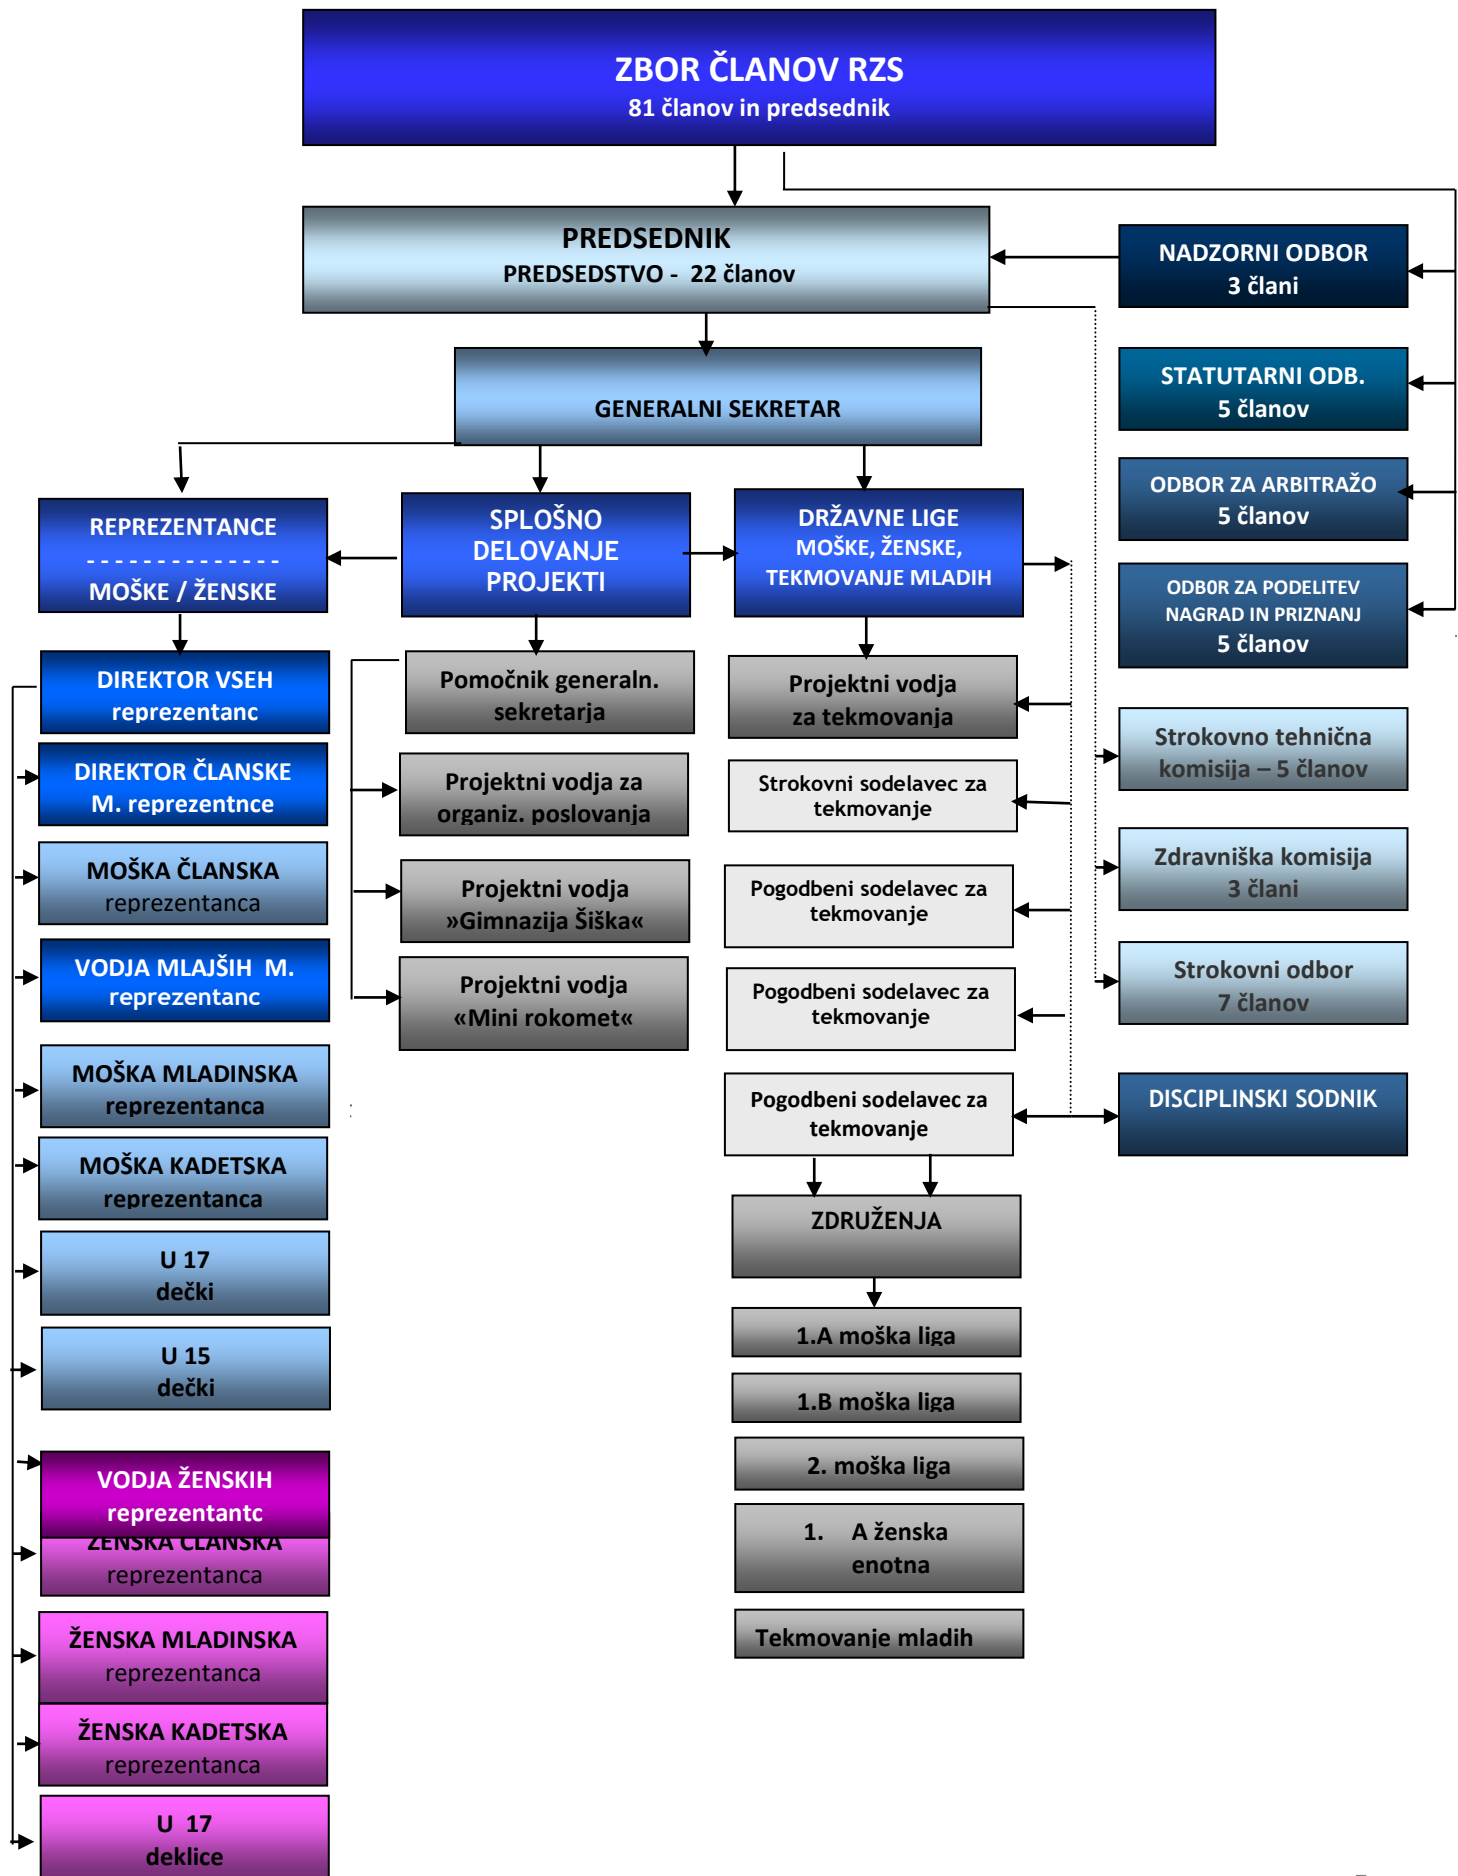 ZBOR ČLANOV RZS
81 članov in predsednik
PREDSEDNIK
PREDSEDSTVO - 22 članov
NADZORNI ODBOR
3 člani
GENERALNI SEKRETAR
STATUTARNI ODB.
5 članov
ODBOR ZA ARBITRAŽO
5 članov
ODB0R ZA PODELITEV
NAGRAD IN PRIZNANJ
5 članov
REPREZENTANCE
- - - - - - - - - - - - - -
MOŠKE / ŽENSKE
SPLOŠNO
DELOVANJE
PROJEKTI
DRŽAVNE LIGE
MOŠKE, ŽENSKE,
TEKMOVANJE MLADIH
DIREKTOR VSEH
reprezentanc
DIREKTOR ČLANSKE
M. reprezentnce
MOŠKA ČLANSKA
reprezentanca
VODJA MLAJŠIH M.
reprezentanc
MOŠKA MLADINSKA
reprezentanca
MOŠKA KADETSKA
reprezentanca
U 17
dečki
U 15
dečki
VODJA ŽENSKIH
reprezentantc
ŽENSKA ČLANSKA
reprezentanca
ŽENSKA MLADINSKA
reprezentanca
ŽENSKA KADETSKA
reprezentanca
U 17
deklice
Pomočnik generaln.
sekretarja
Projektni vodja za
organiz. poslovanja
Projektni vodja
»Gimnazija Šiška«
Projektni vodja
«Mini rokomet«
Projektni vodja
za tekmovanja
Strokovni sodelavec za
tekmovanje
Pogodbeni sodelavec za
tekmovanje
Pogodbeni sodelavec za
tekmovanje
Pogodbeni sodelavec za
tekmovanje
ZDRUŽENJA
1.A moška liga
1.B moška liga
2. moška liga
1. A ženska
enotna
Tekmovanje mladih
Strokovno tehnična
komisija – 5 članov
Zdravniška komisija
3 člani
Strokovni odbor
7 članov
DISCIPLINSKI SODNIK